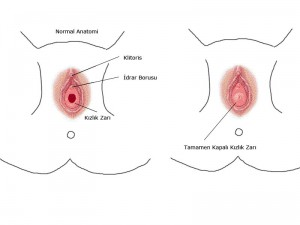 Normal Anatomi
Klitoris
İdrar Borusu
Kızlık Zarı
Tamamen Kapalı Kızlık Zarı